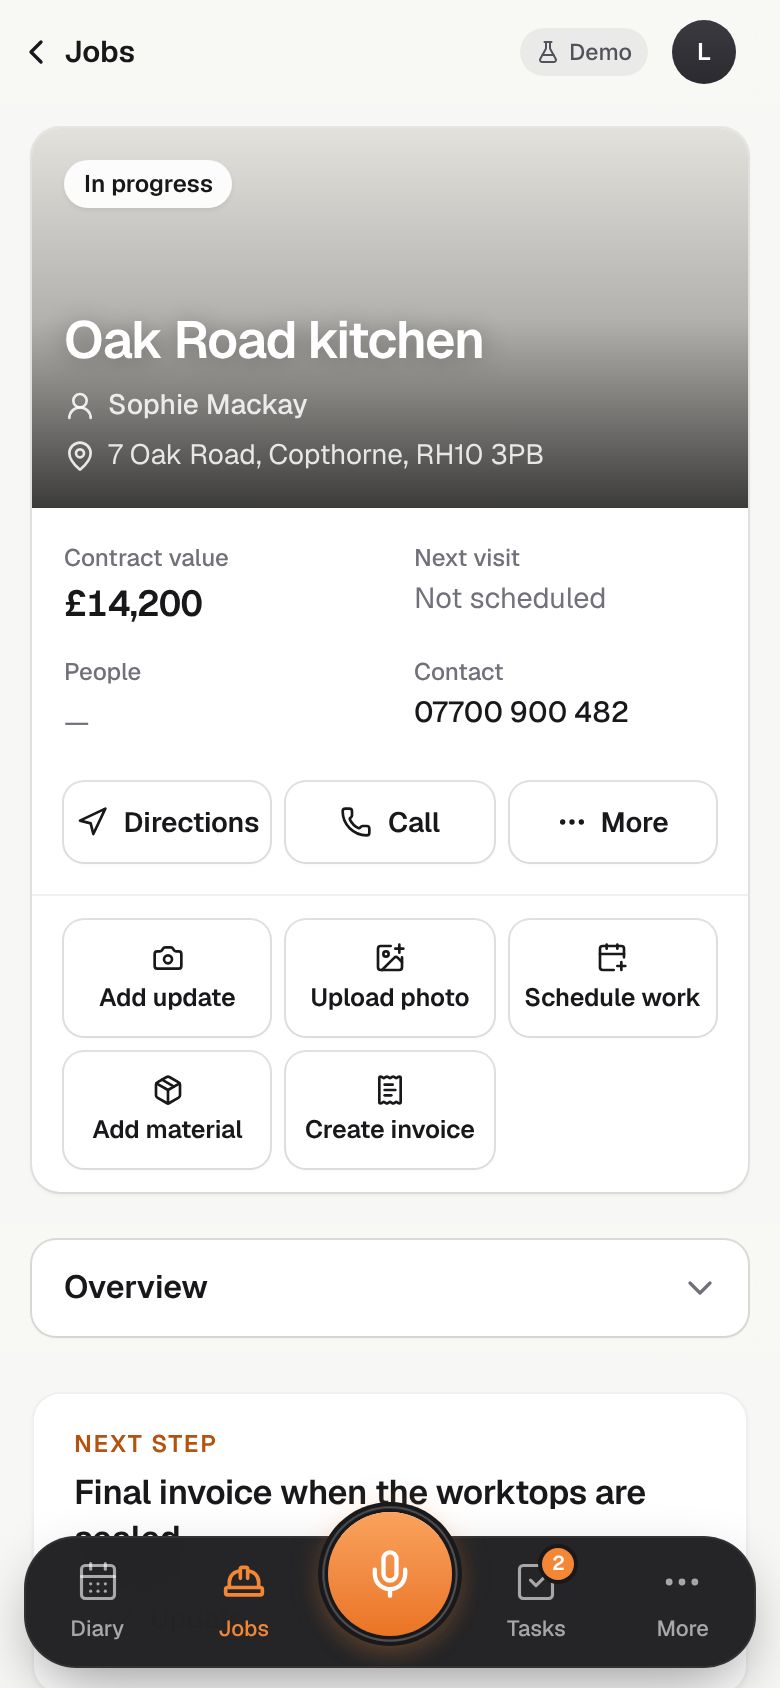 Jobs
Demo
L
In progress
Oak Road kitchen
Sophie Mackay
7 Oak Road, Copthorne, RH10 3PB
Contract value
Next visit
£14,200
Not scheduled
People
Contact
—
07700 900 482
Directions
Call
More
Add update
Upload photo
Schedule work
Add material
Create invoice
Overview
NEXT STEP
Final invoice when the worktops are
sealed
2
Diary
Jobs
Tasks
More